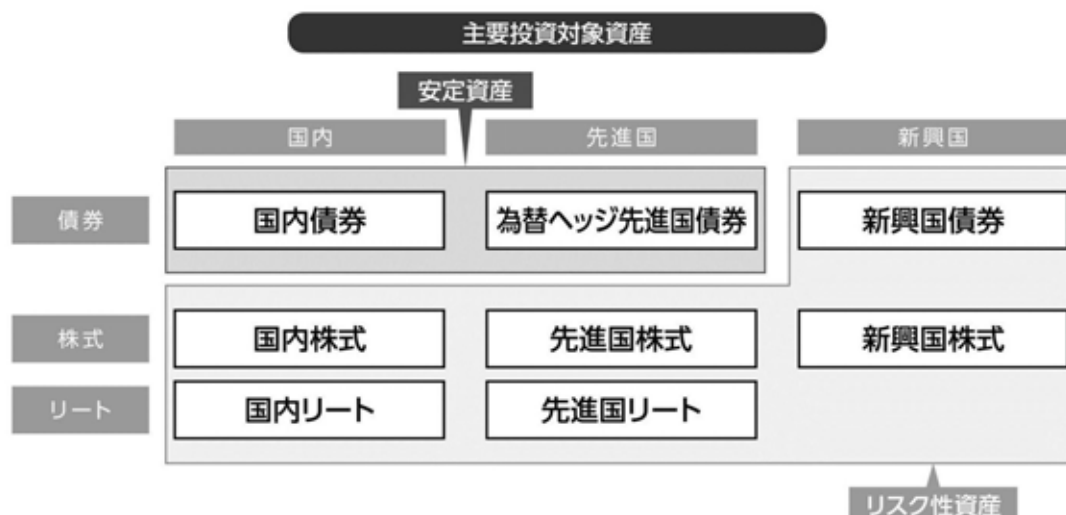 主要投資対象資産
安定資産
国内 先進国 新興国
債券 国内債券 為替ヘッジ先進国債券 新興国債券
株式 国内株式 先進国株式 新興国株式
リート 国内リート 先進国リート
リスク性資産